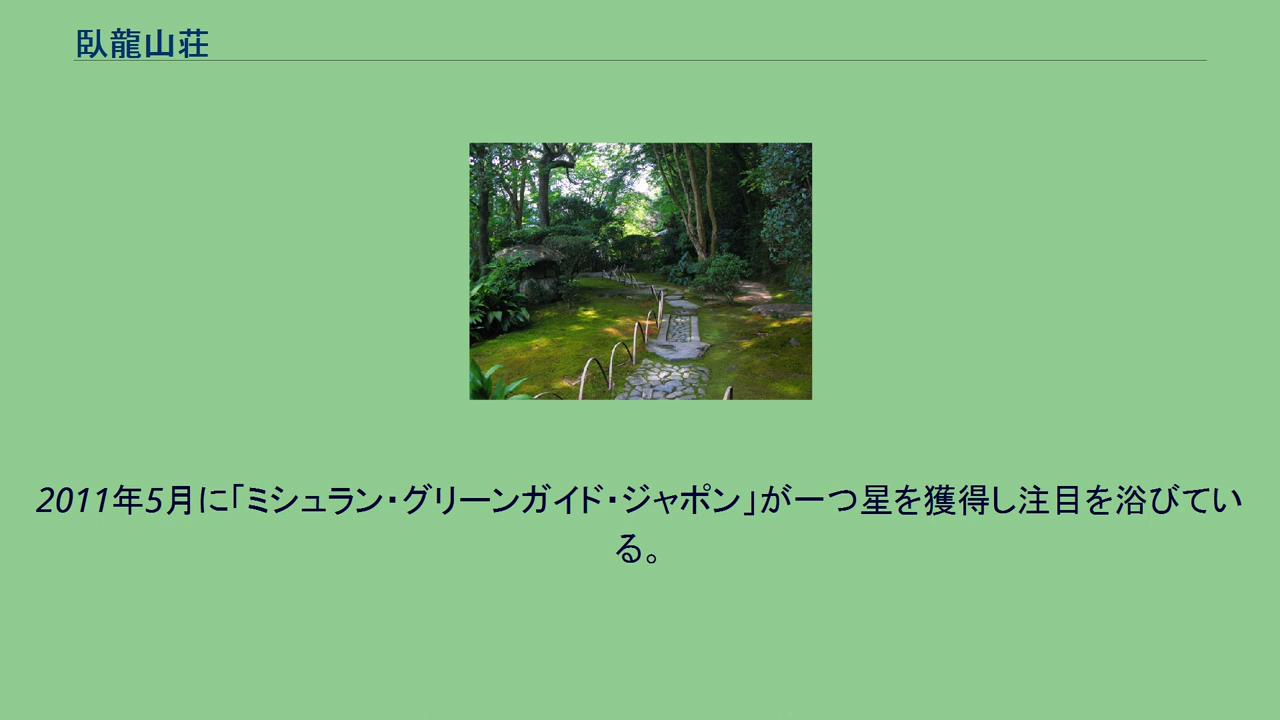 臥龍山荘
2011年5月に「ミシュラン・グリーンガイド・ジャポン」が一つ星を獲得し注目を浴びてい
る。